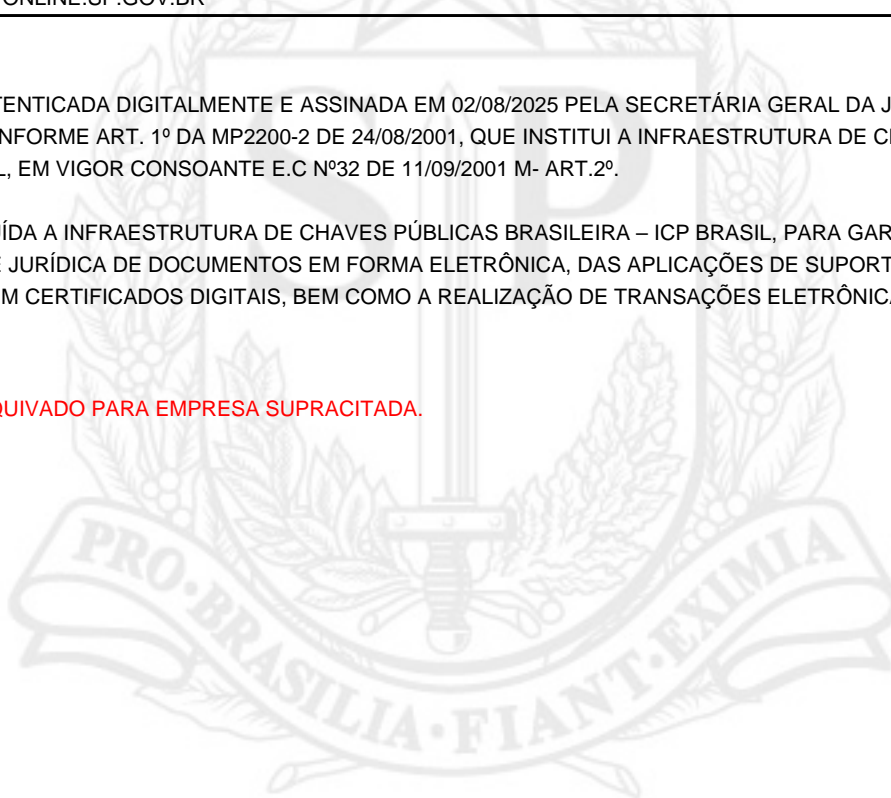 ONLINE.SP.GOV.BR
TENTICADA DIGITALMENTE E ASSINADA EM 02/08/2025 PELA SECRETÁRIA GERAL DA J
NFORME ART. 1º DA MP2200-2 DE 24/08/2001, QUE INSTITUI A INFRAESTRUTURA DE C
L, EM VIGOR CONSOANTE E.C Nº32 DE 11/09/2001 M- ART.2º.
ÍDA A INFRAESTRUTURA DE CHAVES PÚBLICAS BRASILEIRA – ICP BRASIL, PARA GAR
E JURÍDICA DE DOCUMENTOS EM FORMA ELETRÔNICA, DAS APLICAÇÕES DE SUPORT
M CERTIFICADOS DIGITAIS, BEM COMO A REALIZAÇÃO DE TRANSAÇÕES ELETRÔNICA
QUIVADO PARA EMPRESA SUPRACITADA.
SP
PRO·BRASILIA·FIANT·EXIMIA